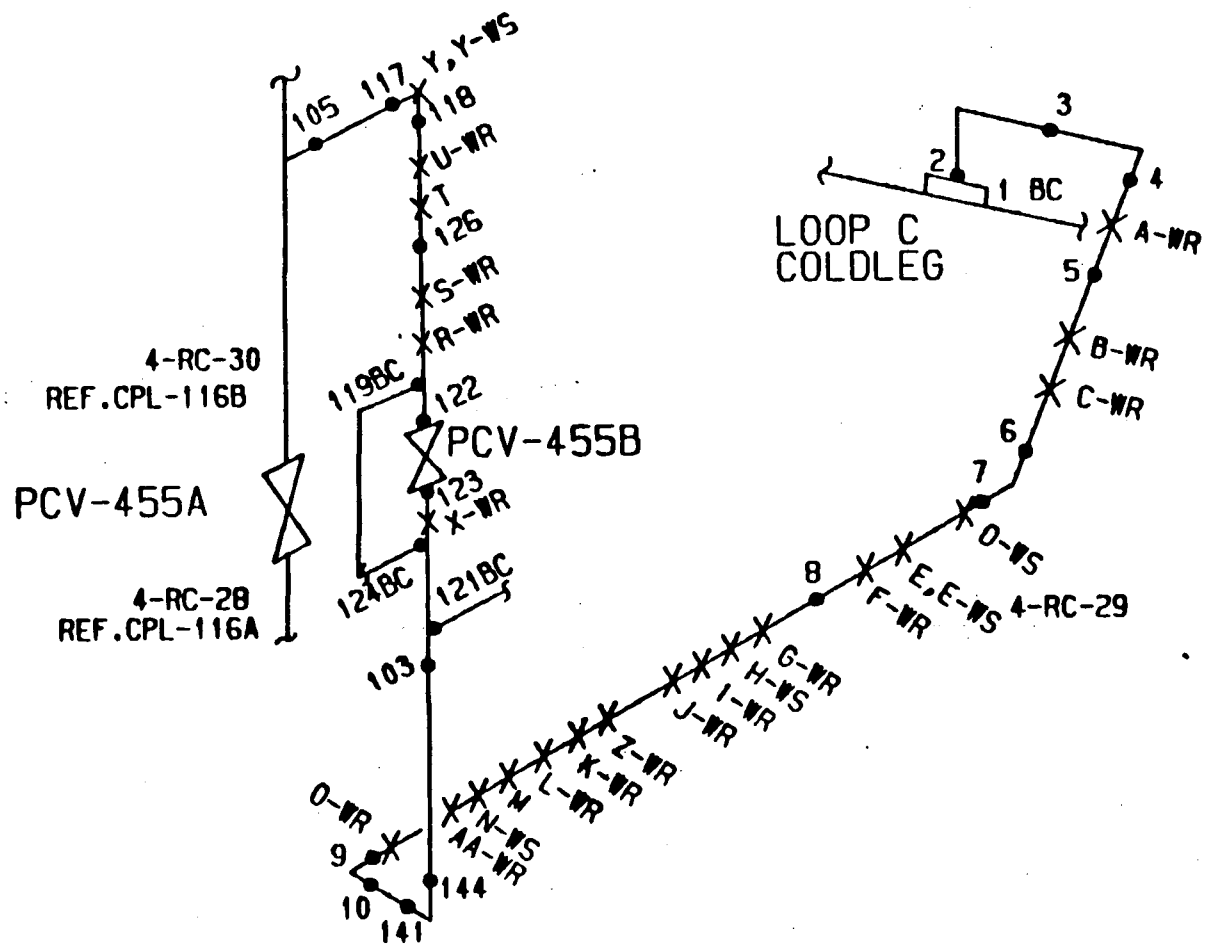 Y,Y-WS
117
105
118
U-WR
T
126
S-WR
R-WR
4-RC-30
REF.CPL-116B
119BC
122
PCV-455B
PCV-455A
123
X-WR
124BC
121BC
4-RC-28
REF.CPL-116A
103
O-WR
9
10
141
144
3
2
1 BC
4
LOOP C
COLDLEG
A-WR
5
B-WR
C-WR
6
7
D-WS
E,E-WS
4-RC-29
8
F-WR
G-WR
H-WS
I-WR
J-WR
Z-WR
K-WR
L-WR
M
N-WS
AA-WR